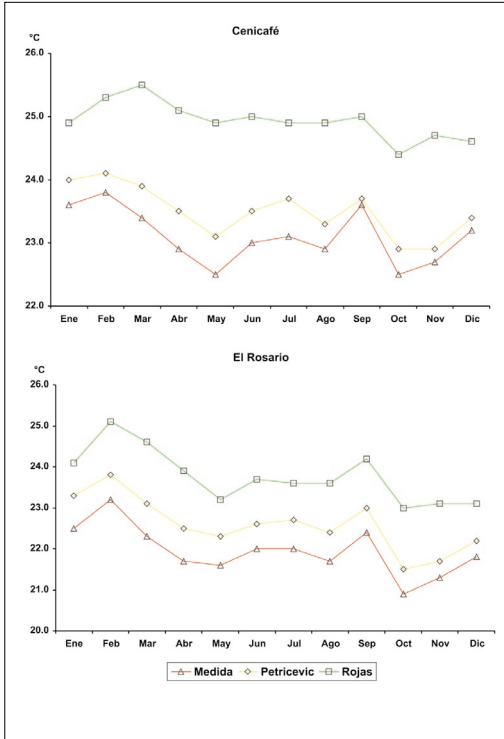 Cenicafé
°C
26.0
25.0
24.0
23.0
22.0
Ene Feb Mar Abr May Jun Jul Ago Sep Oct Nov Dic
El Rosario
°C
26.0
25.0
24.0
23.0
22.0
21.0
20.0
Ene Feb Mar Abr May Jun Jul Ago Sep Oct Nov Dic
Medida Petricevic Rojas